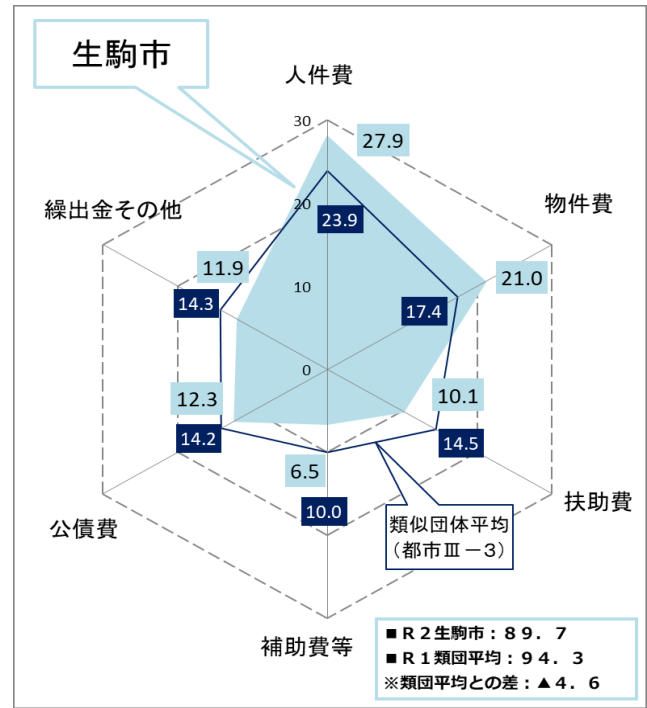 生駒市
人件費
30
27.9
物件費
繰出金その他
20
23.9
11.9
21.0
14.3
10
17.4
0
10.1
12.3
14.2
14.5
6.5
10.0
類似団体平均
（都市Ⅲ－3）
扶助費
公債費
補助費等
■Ｒ２生駒市：８９．７
■Ｒ１類団平均：９４．３
※類団平均との差：▲４．６